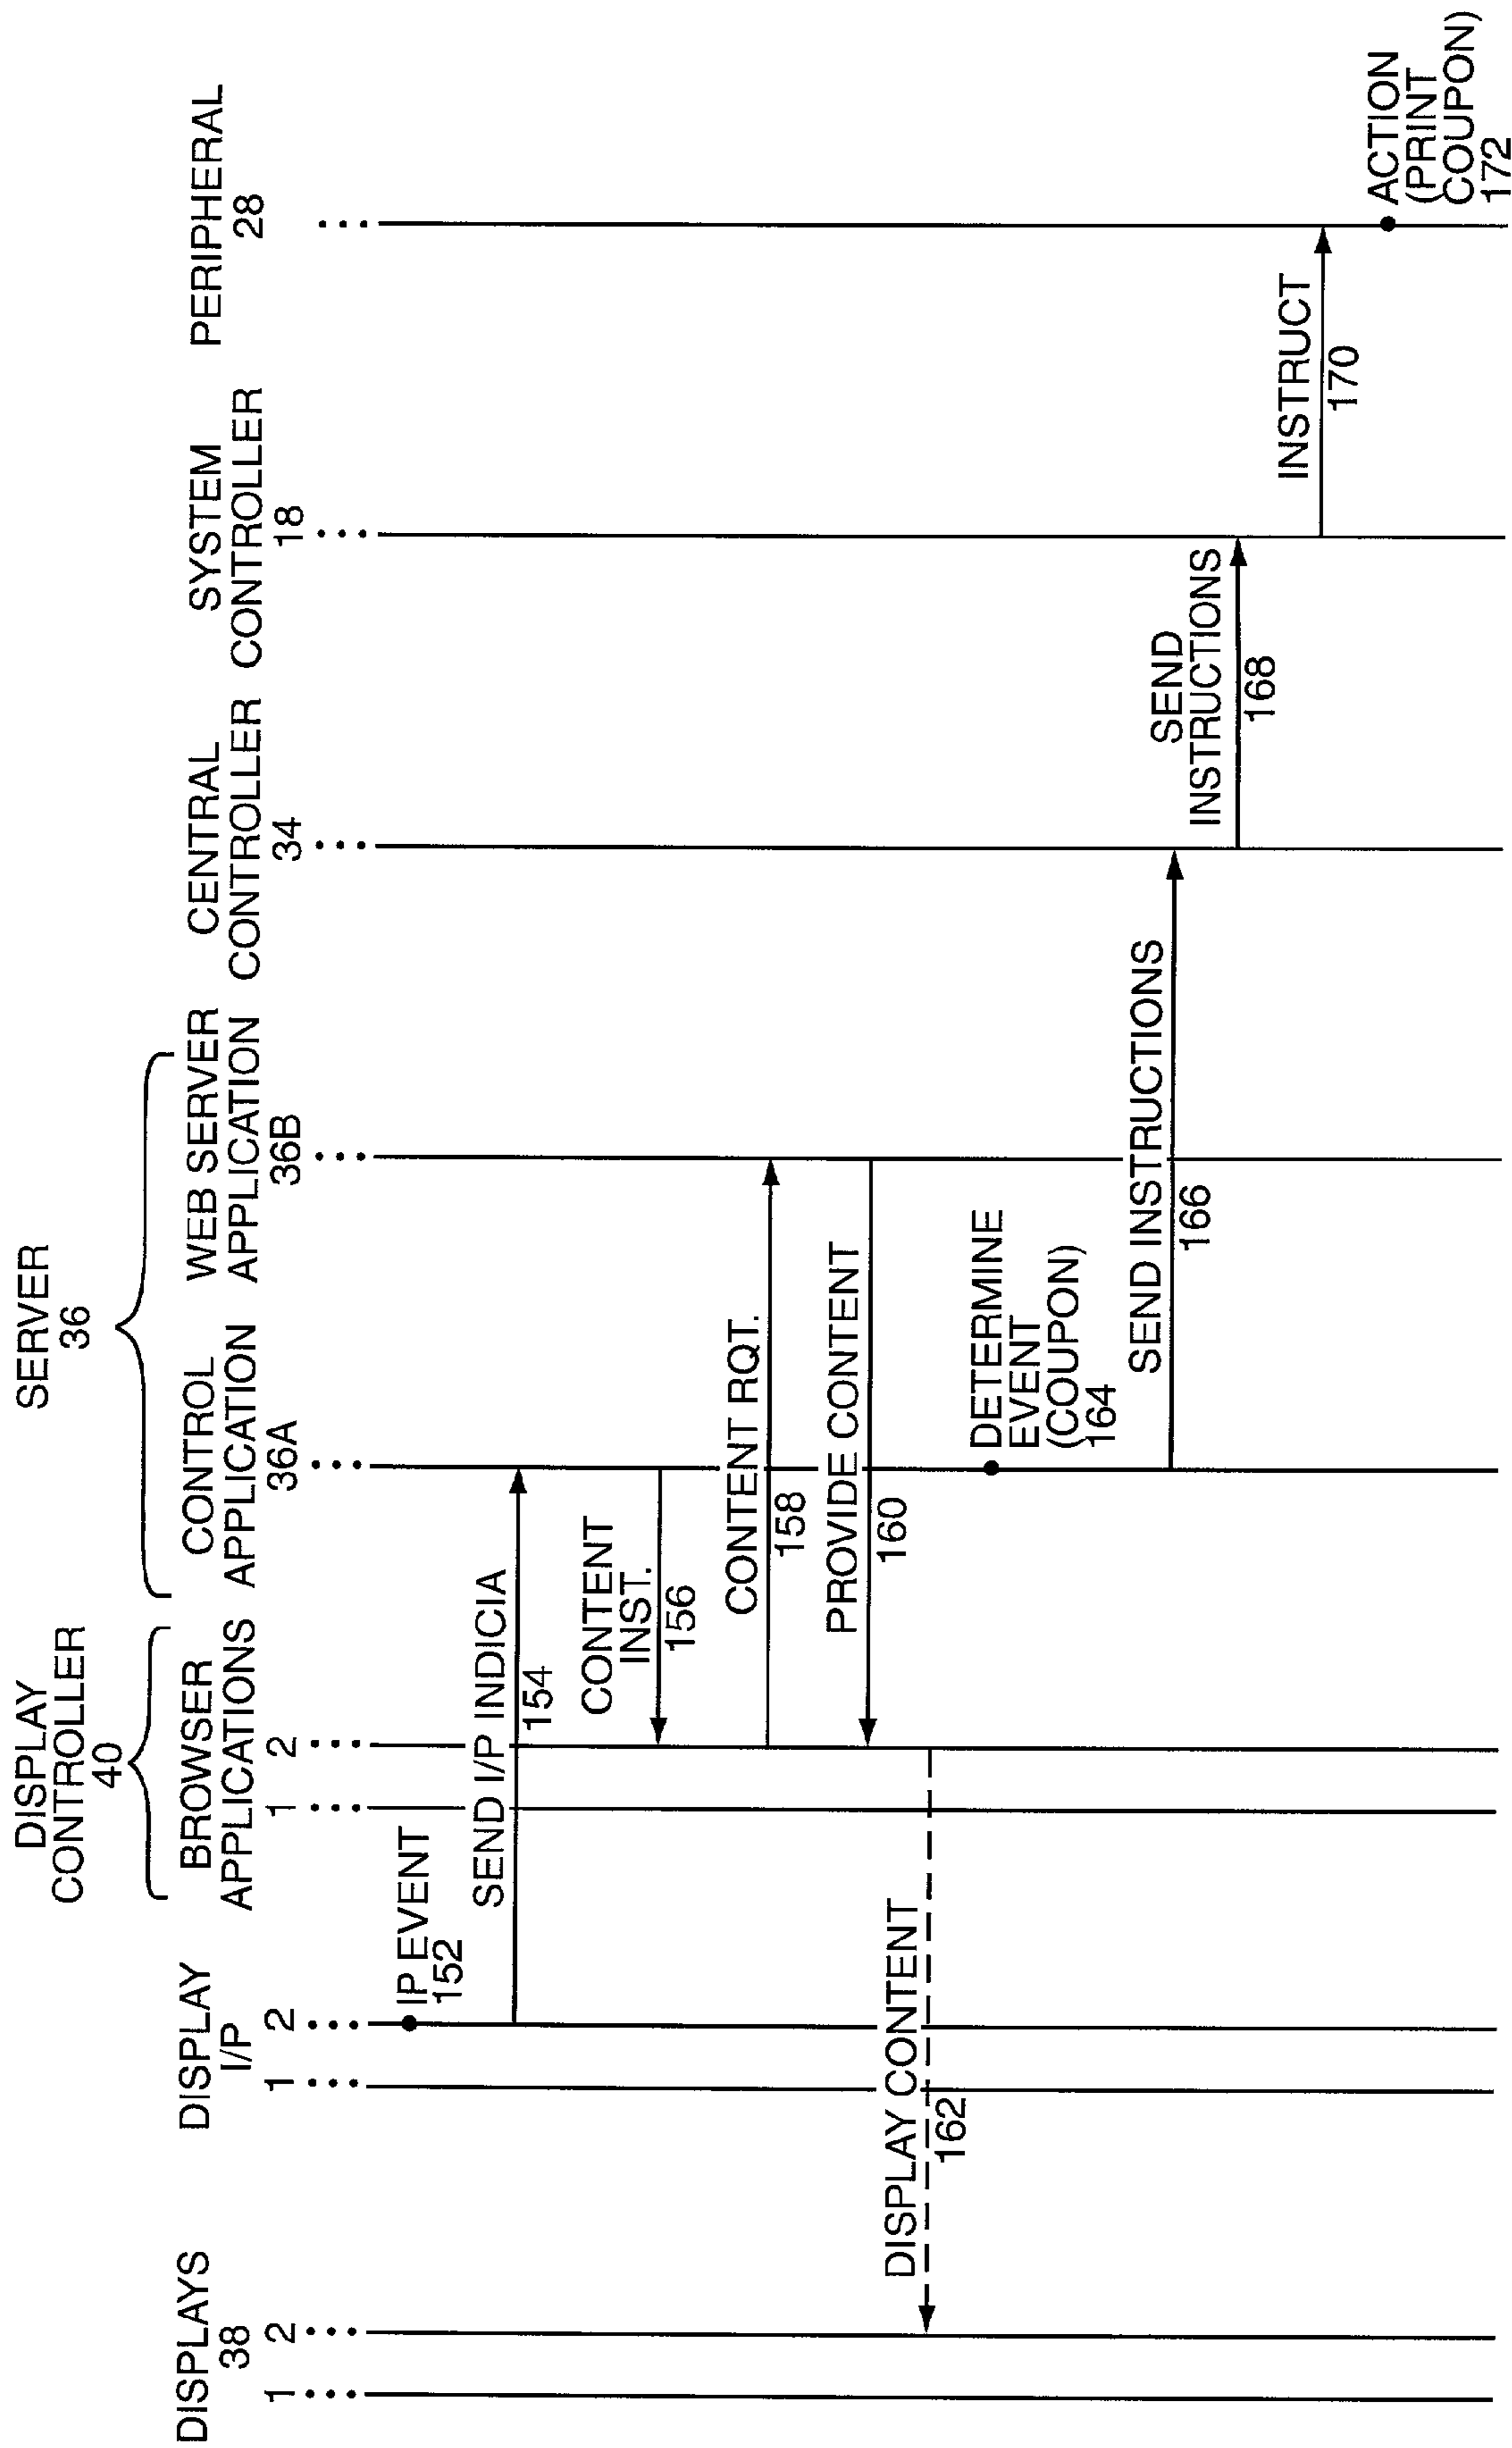 DISPLAY
CONTROLLER
40
SERVER
36
DISPLAYS
38
1
2
DISPLAY
I/P
1
2
BROWSER
APPLICATIONS
1
2
CONTROL
APPLICATION
36A
WEB SERVER
APPLICATION
36B
CENTRAL
CONTROLLER
34
SYSTEM
CONTROLLER
18
PERIPHERAL
28
IP EVENT
152
SEND I/P INDICIA
154
CONTENT
INST.
156
CONTENT RQT.
158
PROVIDE CONTENT
160
DISPLAY CONTENT
162
DETERMINE
EVENT
(COUPON)
164
SEND INSTRUCTIONS
166
SEND
INSTRUCTIONS
168
INSTRUCT
170
ACTION
(PRINT
COUPON)
172